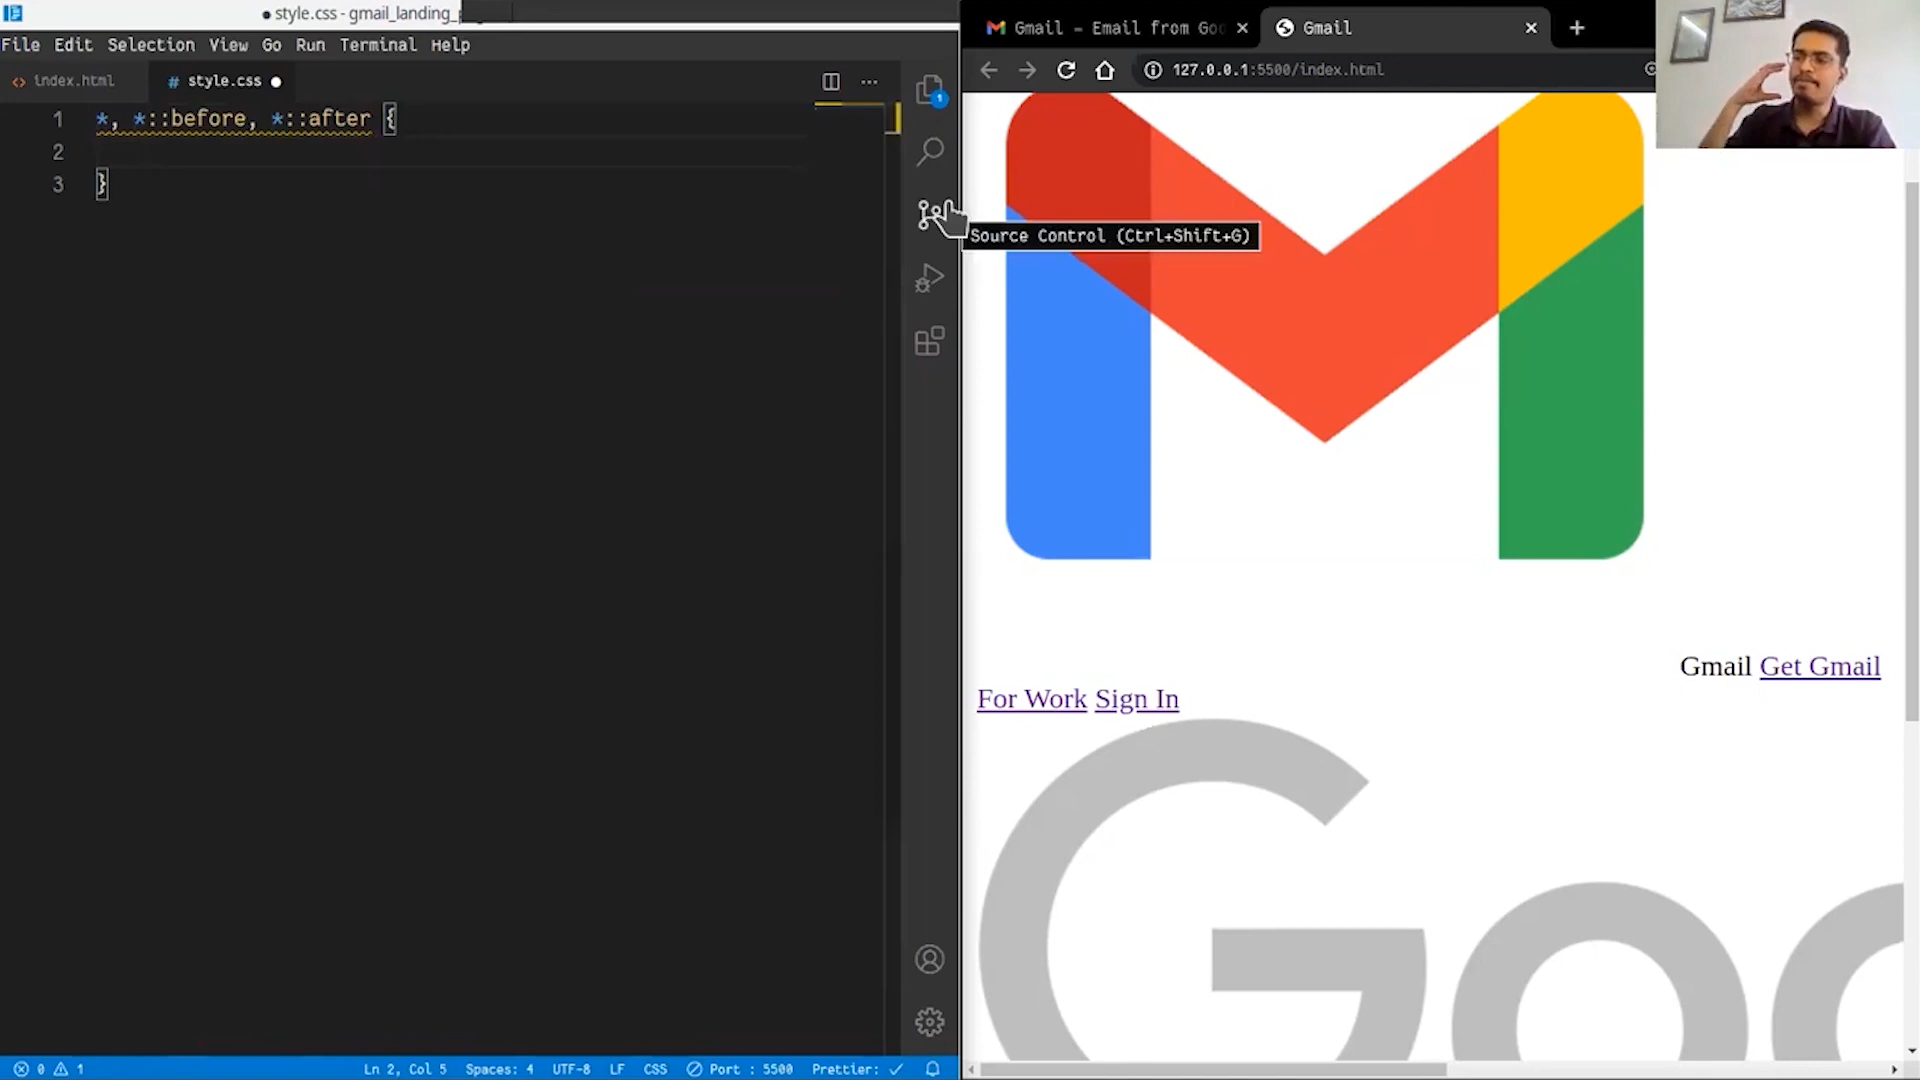 style.css - gmail_landing_
File Edit Selection View Go Run Terminal Help
index.html
# style.css
1 *, *::before, *::after {
2
3 }
1
Source Control (Ctrl+Shift+G)
0 1 Ln 2, Col 5 Spaces: 4 UTF-8 LF CSS Port : 5500 Prettier:
Gmail – Email from Goo
Gmail
127.0.0.1:5500/index.html
Gmail Get Gmail
For Work Sign In
Goo